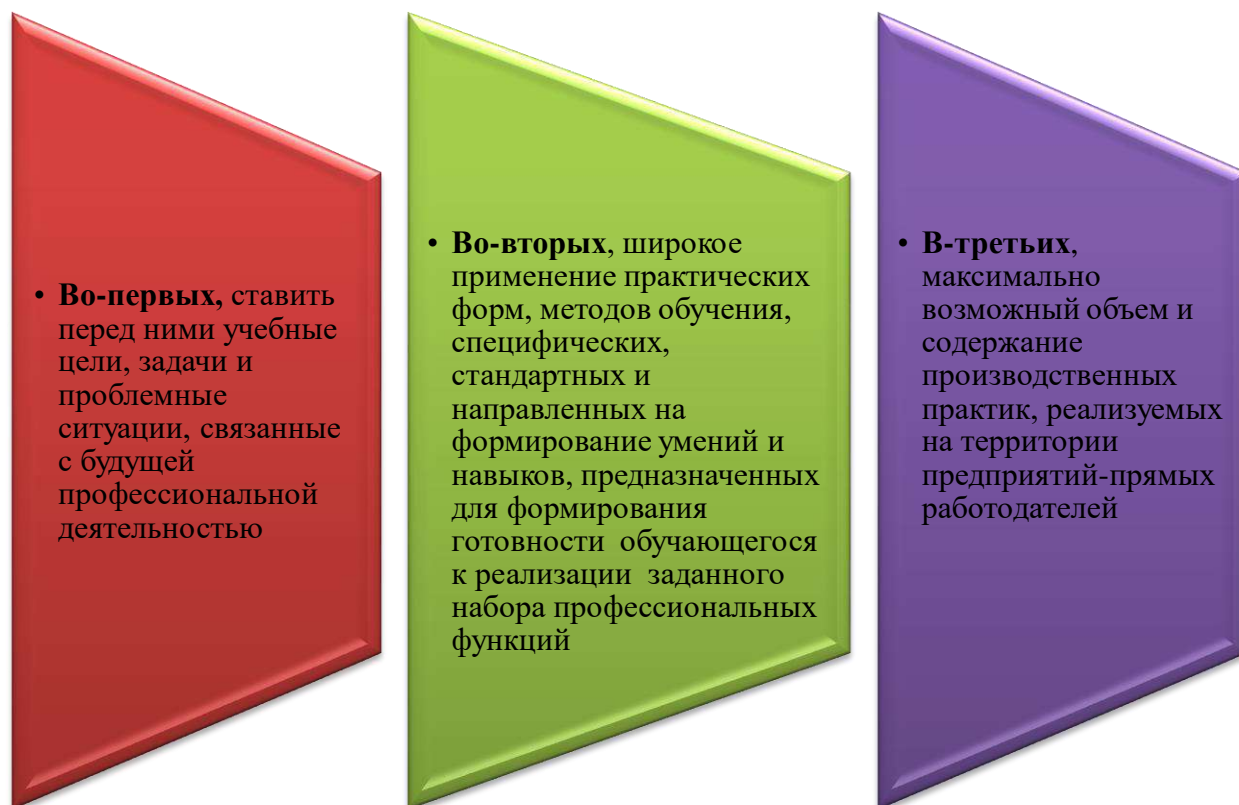 • Во-первых, ставить
перед ними учебные
цели, задачи и
проблемные
ситуации, связанные
с будущей
профессиональной
деятельностью
• Во-вторых, широкое
применение практических
форм, методов обучения,
специфических,
стандартных и
направленных на
формирование умений и
навыков, предназначенных
для формирования
готовности обучающегося
к реализации заданного
набора профессиональных
функций
• В-третьих,
максимально
возможный объем и
содержание
производственных
практик, реализуемых
на территории
предприятий-прямых
работодателей